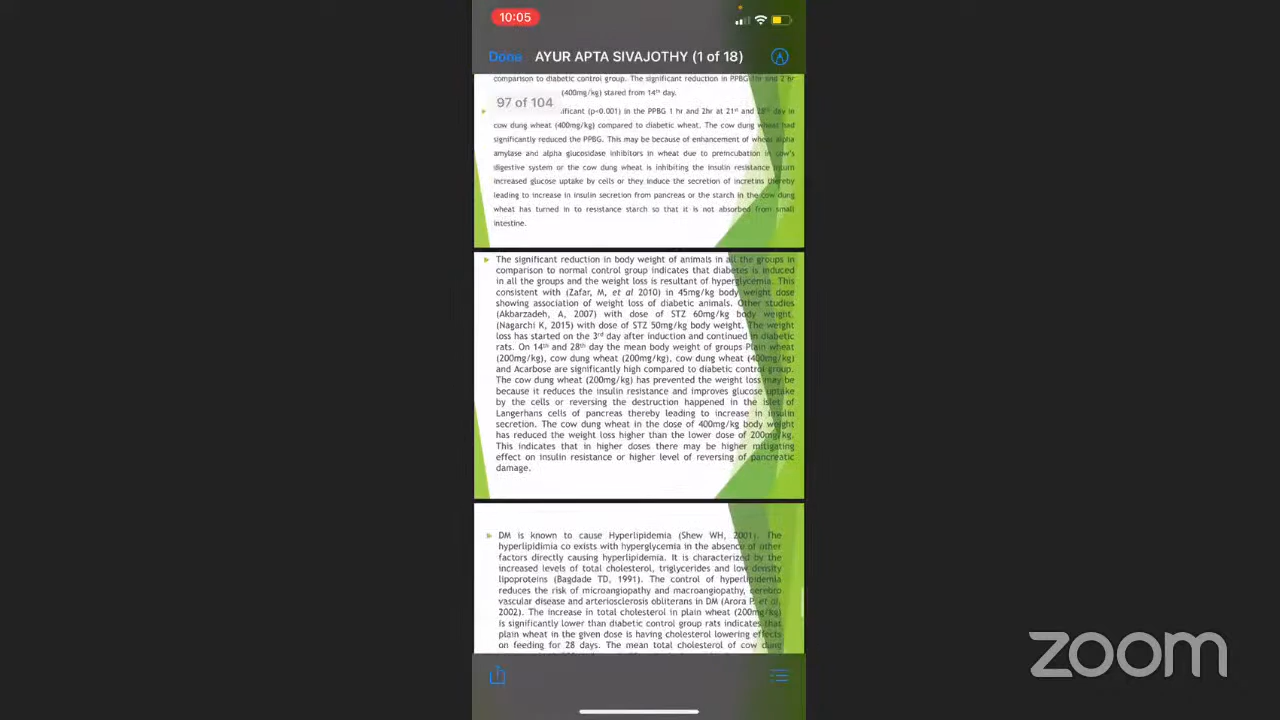 10:05
Done AYUR APTA SIVAJOTHY (1 of 18)
comparison to diabetic control group. The significant reduction in PPBG 1hr and 2 hr
(400mg/kg) stared from 14th day.
97 of 104
ificant (p<0.001) in the PPBG 1 hr and 2hr at 21st and 28th day in
cow dung wheat (400mg/kg) compared to diabetic wheat. The cow dung wheat had
significantly reduced the PPBG. This may be because of enhancement of wheat alpha
amylase and alpha glucosidase inhibitors in wheat due to preincubation in cow's
digestive system or the cow dung wheat is inhibiting the insulin resistance
increased glucose uptake by cells or they induce the secretion of incretins thereby
leading to increase in insulin secretion from pancreas or the starch in the cow dung
wheat has turned in to resistance starch so that it is not absorbed from small
intestine.
The significant reduction in body weight of animals in all the groups in
comparison to normal control group indicates that diabetes is induced
in all the groups and the weight loss is resultant of hyperglycemia. This
consistent with (Zafar, M, et al 2010) in 45mg/kg body weight dose
showing association of weight loss of diabetic animals. Other studies
(Akbarzadeh, A, 2007) with dose of STZ 60mg/kg body weight.
(Nagarchi K, 2015) with dose of STZ 50mg/kg body weight. The weight
loss has started on the 3rd day after induction and continued in diabetic
rats. On 14th and 28th day the mean body weight of groups Plain wheat
(200mg/kg), cow dung wheat (200mg/kg), cow dung wheat (400mg/kg)
and Acarbose are significantly high compared to diabetic control group.
The cow dung wheat (200mg/kg) has prevented the weight loss may be
because it reduces the insulin resistance and improves glucose uptake
by the cells or reversing the destruction happened in the islet of
Langerhans cells of pancreas thereby leading to increase in insulin
secretion. The cow dung wheat in the dose of 400mg/kg body weight
has reduced the weight loss higher than the lower dose of 200mg/kg.
This indicates that in higher doses there may be higher mitigating
effect on insulin resistance or higher level of reversing of pancreatic
damage.
DM is known to cause Hyperlipidemia (Shew WH, 2001). The
hyperlipidimia co exists with hyperglycemia in the absence of other
factors directly causing hyperlipidemia. It is characterized by the
increased levels of total cholesterol, triglycerides and low density
lipoproteins (Bagdade TD, 1991). The control of hyperlipidemia
reduces the risk of microangiopathy and macroangiopathy, cerebro
vascular disease and arteriosclerosis obliterans in DM (Arora P, et al,
2002). The increase in total cholesterol in plain wheat (200mg/kg)
is significantly lower than diabetic control group rats indicates that
plain wheat in the given dose is having cholesterol lowering effects
on feeding for 28 days. The mean total cholesterol of cow dung
zoom